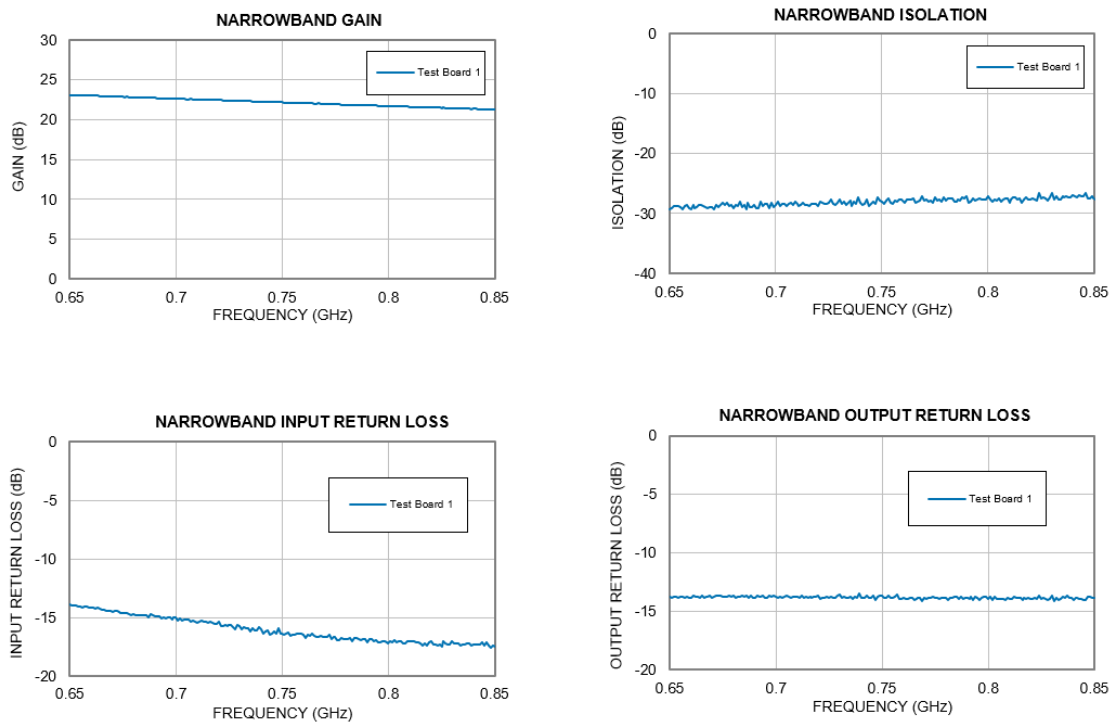 NARROWBAND GAIN
30
25
20
15
10
5
0
GAIN (dB)
Test Board 1
0.65
0.7
0.75
0.8
0.85
FREQUENCY (GHz)
NARROWBAND ISOLATION
0
-10
-20
-30
-40
ISOLATION (dB)
Test Board 1
0.65
0.7
0.75
0.8
0.85
FREQUENCY (GHz)
NARROWBAND INPUT RETURN LOSS
0
-5
-10
-15
-20
INPUT RETURN LOSS (dB)
Test Board 1
0.65
0.7
0.75
0.8
0.85
FREQUENCY (GHz)
NARROWBAND OUTPUT RETURN LOSS
0
-5
-10
-15
-20
OUTPUT RETURN LOSS (dB)
Test Board 1
0.65
0.7
0.75
0.8
0.85
FREQUENCY (GHz)